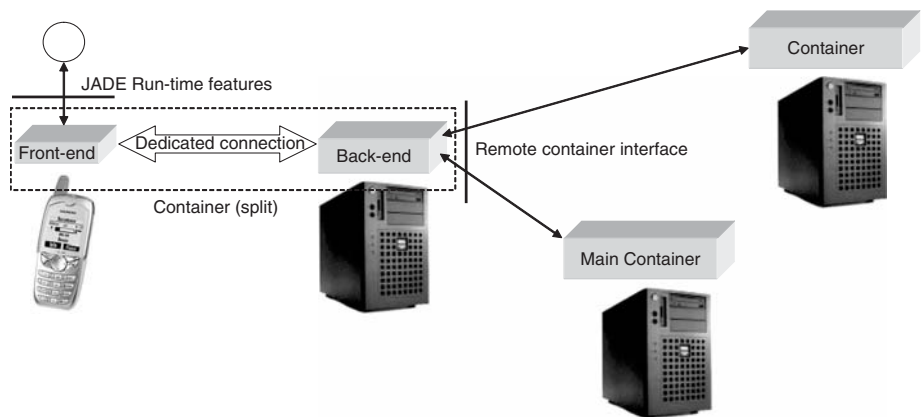 Container
JADE Run-time features
Front-end
Dedicated connection
Back-end
Remote container interface
Container (split)
Main Container